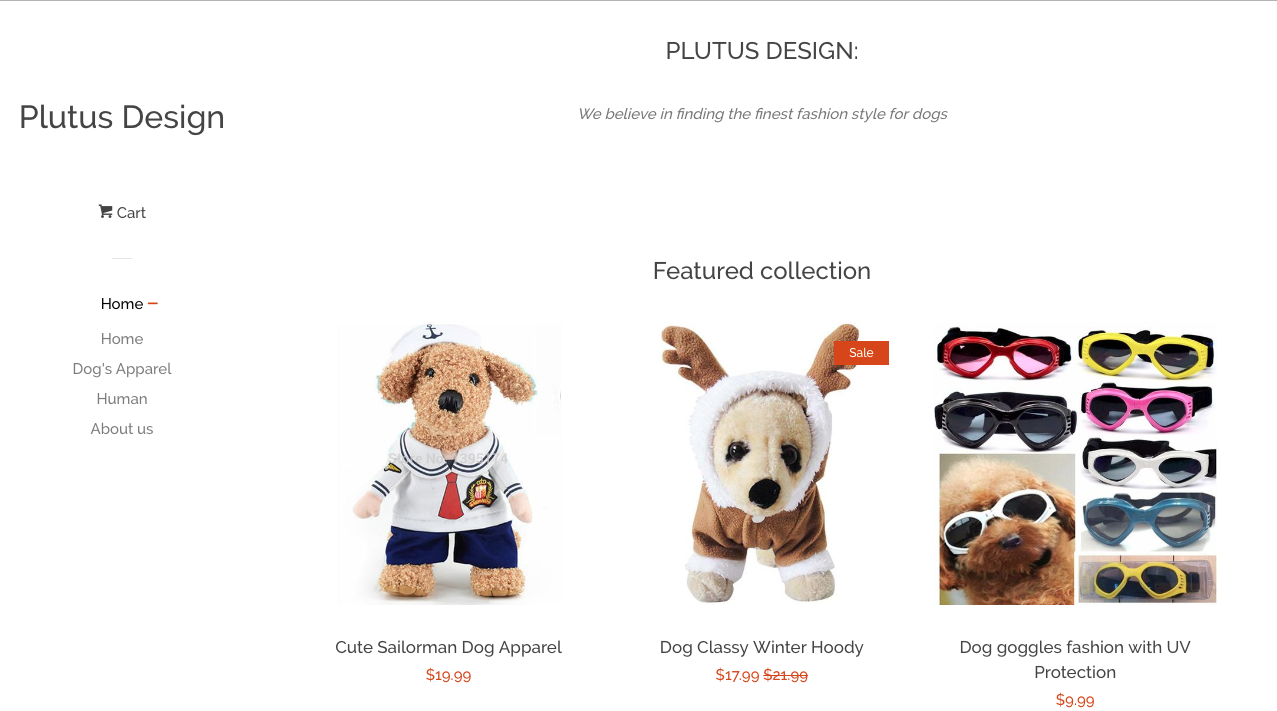 PLUTUS DESIGN:
Plutus Design
We believe in finding the finest fashion style for dogs
Cart
Featured collection
Home
Home
Dog's Apparel
Human
About us
Sale
Cute Sailorman Dog Apparel
$19.99
Dog Classy Winter Hoody
$17.99 $21.99
Dog goggles fashion with UV
Protection
$9.99